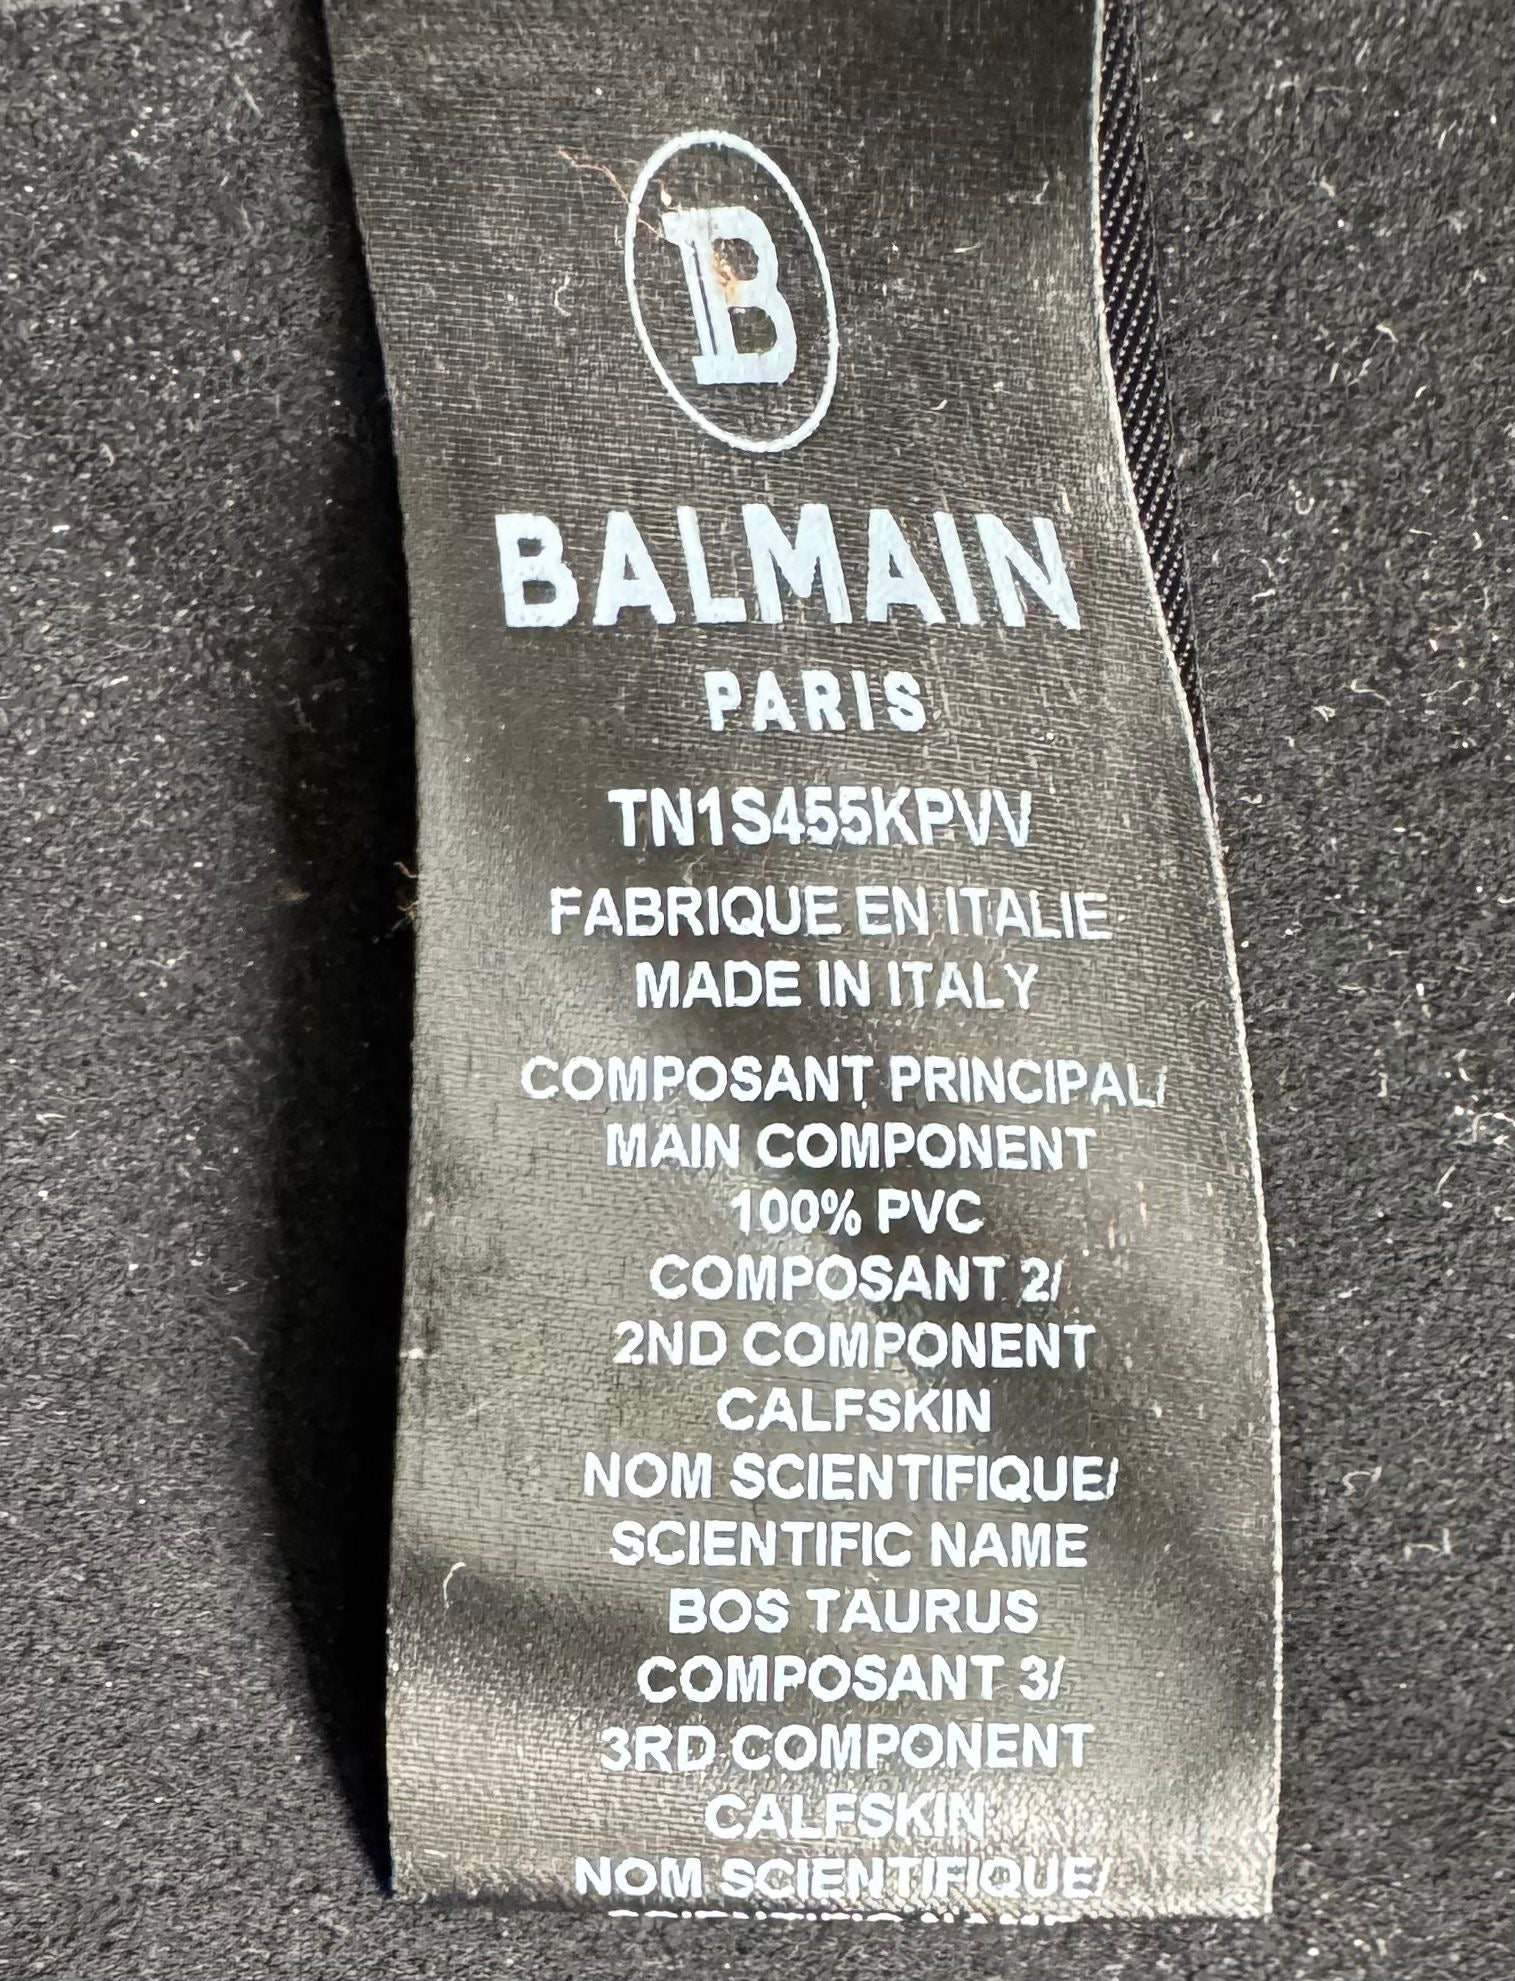 B
BALMAIN
PARIS
TN1S455KPVV
FABRIQUE EN ITALIE
MADE IN ITALY
COMPOSANT PRINCIPAL/
MAIN COMPONENT
100% PVC
COMPOSANT 2/
2ND COMPONENT
CALFSKIN
NOM SCIENTIFIQUE/
SCIENTIFIC NAME
BOS TAURUS
COMPOSANT 3/
3RD COMPONENT
CALFSKIN
NOM SCIENTIFIQUE/